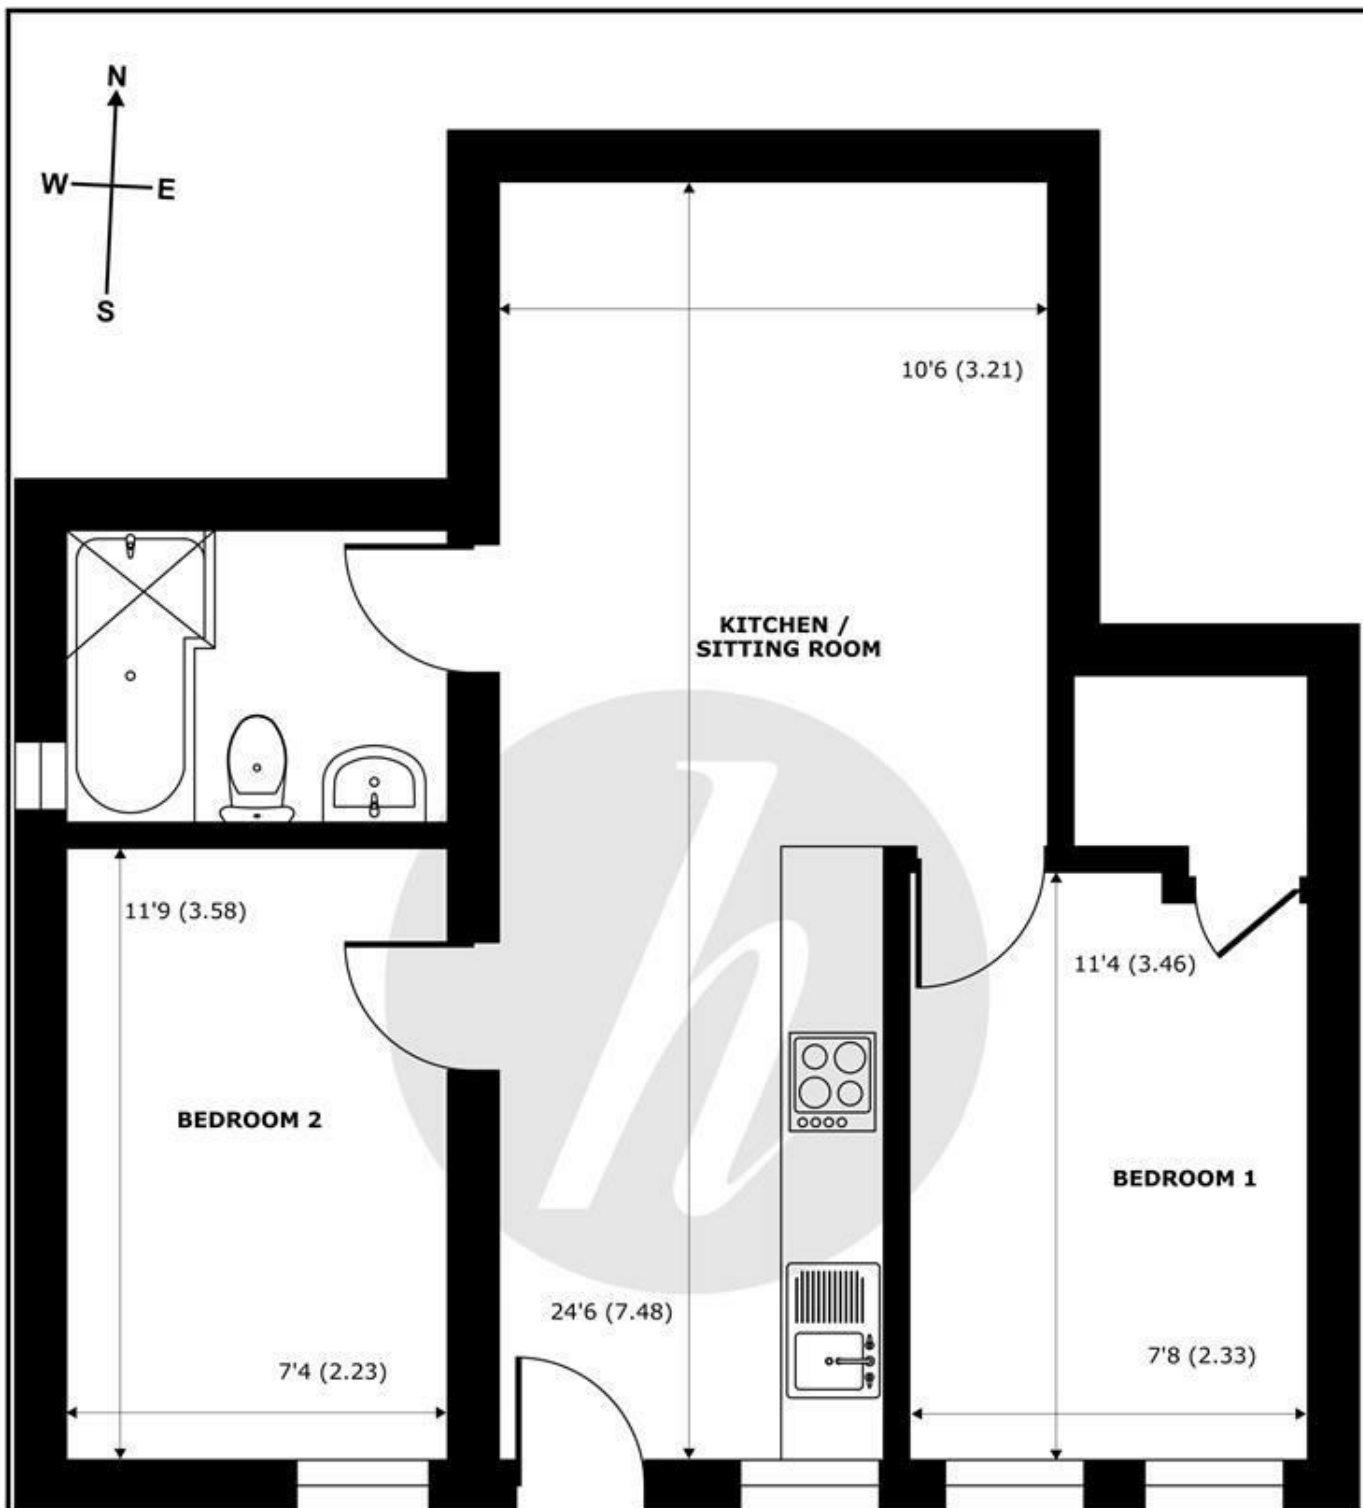 N
W
E
S
10'6 (3.21)
KITCHEN /
SITTING ROOM
11'9 (3.58)
11'4 (3.46)
BEDROOM 2
BEDROOM 1
24'6 (7.48)
7'4 (2.23)
7'8 (2.33)
h